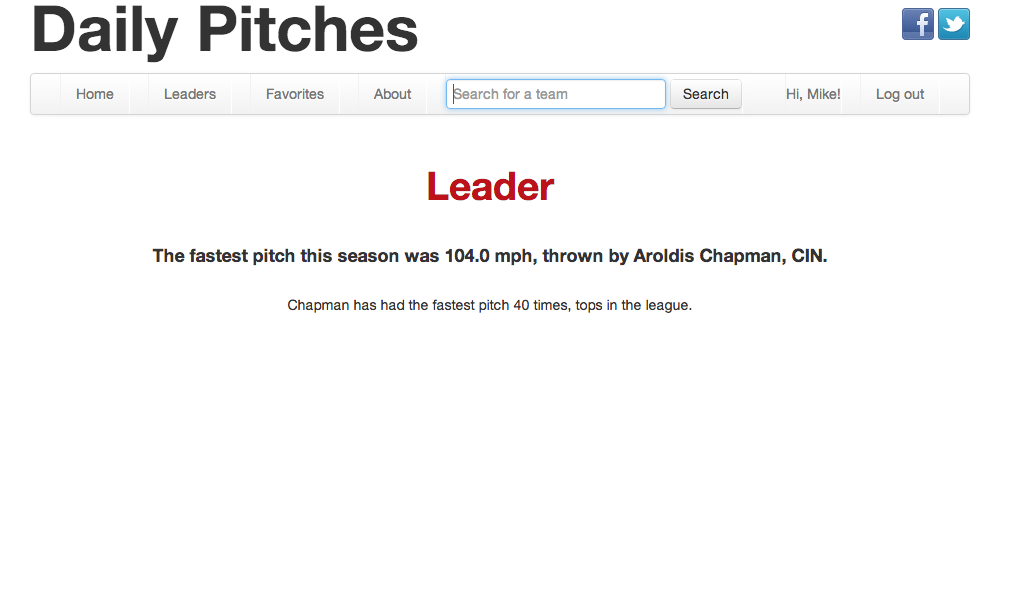 Daily Pitches
Home Leaders Favorites About Search for a team Search Hi, Mike! Log out
Leader
The fastest pitch this season was 104.0 mph, thrown by Aroldis Chapman, CIN.
Chapman has had the fastest pitch 40 times, tops in the league.